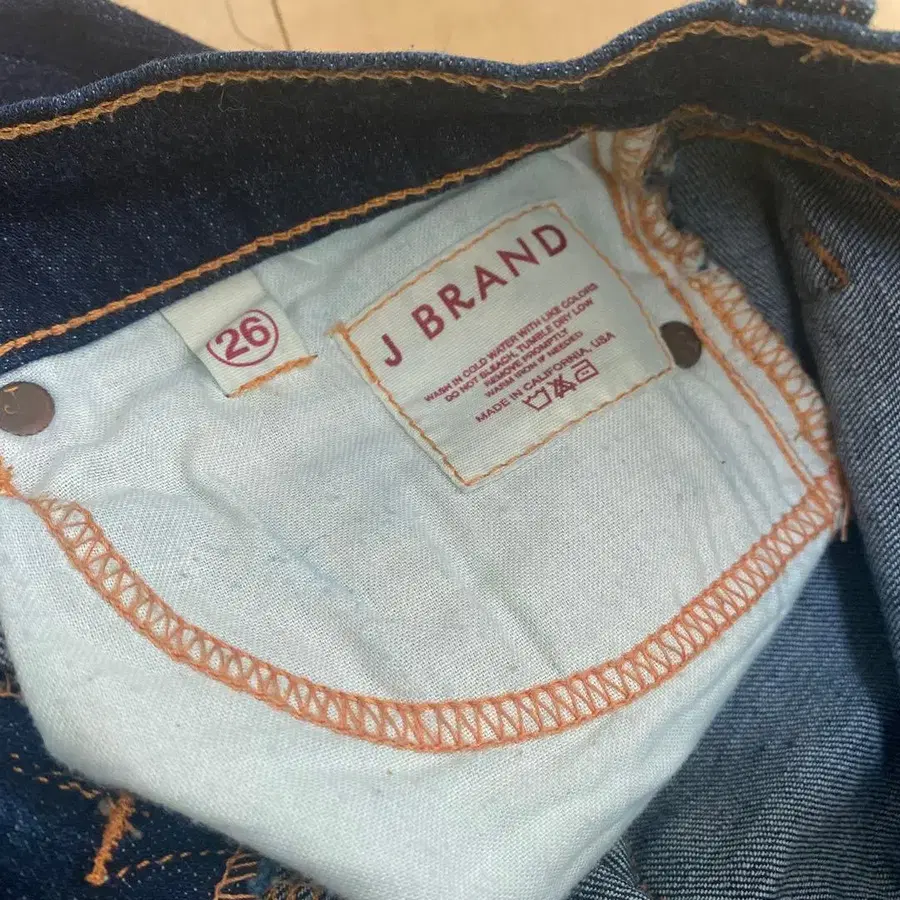 26
J BRAND
WASH IN COLD WATER WITH LIKE COLORS
DO NOT BLEACH, TUMBLE DRY LOW
REMOVE PROMPTLY
WARM IRON IF NEEDED
MADE IN CALIFORNIA, USA
J